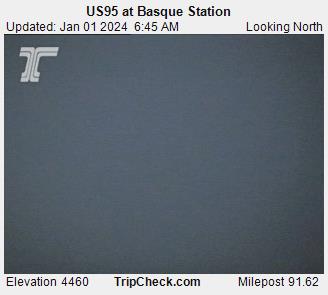 US95 at Basque Station
Updated: Jan 01 2024 6:45 AM Looking North
Elevation 4460 TripCheck.com Milepost 91.62